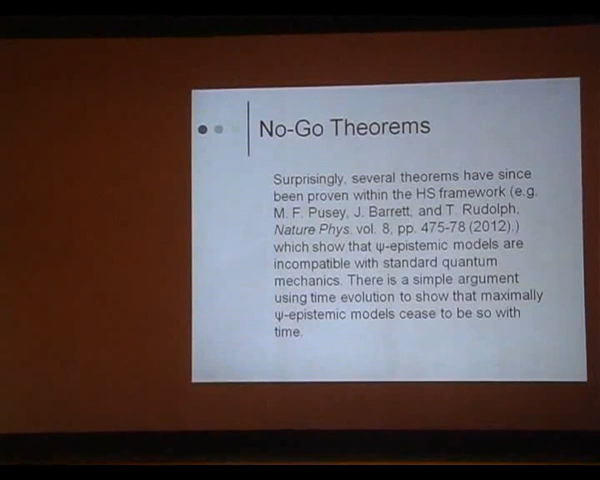 No-Go Theorems
Surprisingly, several theorems have since
been proven within the HS framework (e.g.
M. F. Pusey, J. Barrett, and T. Rudolph,
Nature Phys. vol. 8, pp. 475-78 (2012).)
which show that ψ-epistemic models are
incompatible with standard quantum
mechanics. There is a simple argument
using time evolution to show that maximally
ψ-epistemic models cease to be so with
time.